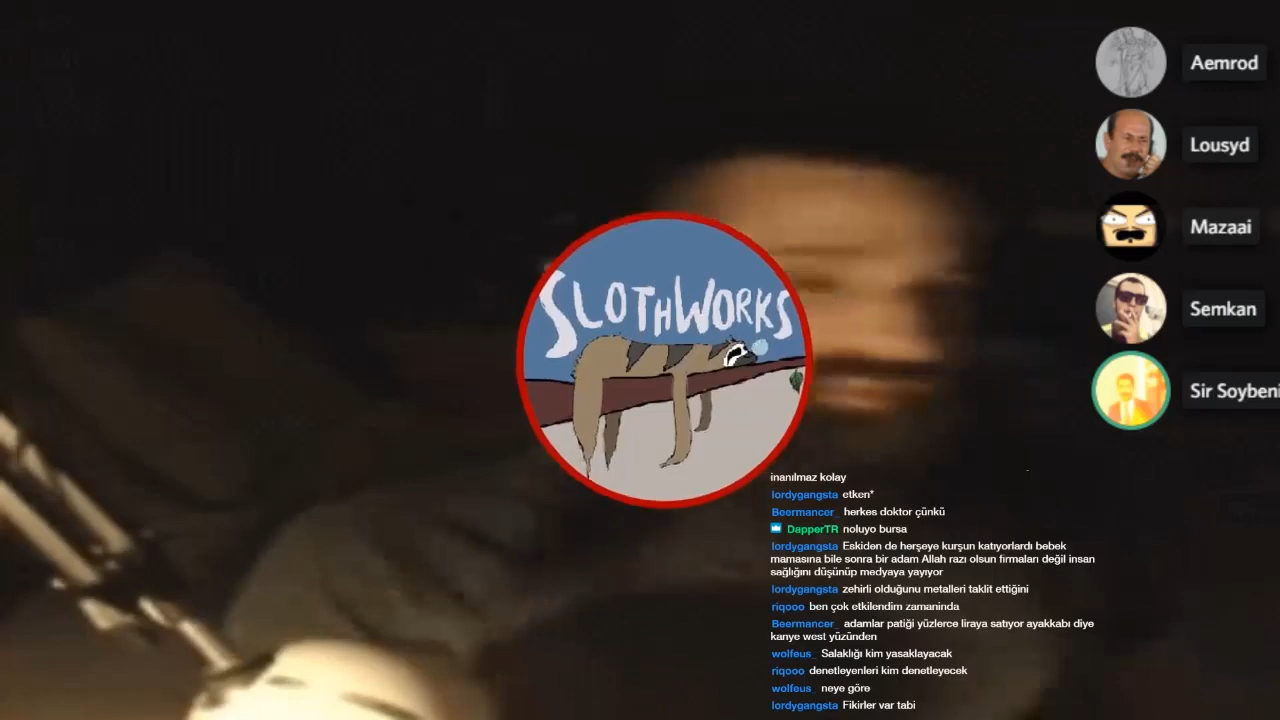 Aemrod
Lousyd
Mazaai
Semkan
Sir Soybeni
SLOTHWORKS
inanılmaz kolay
lordygangsta etken*
Beermancer_ herkes doktor çünkü
DapperTR noluyo bursa
lordygangsta Eskiden de herşeye kurşun katıyorlardı bebek
mamasına bile sonra bir adam Allah razı olsun firmaları değil insan
sağlığını düşünüp medyaya yayıyor
lordygangsta zehirli olduğunu metalleri taklit ettiğini
riqooo ben çok etkilendim zamanında
Beermancer_ adamlar patiği yüzlerce liraya satıyor ayakkabı diye
kanye west yüzünden
wolfeus_ Salaklığı kim yasaklayacak
riqooo denetleyenleri kim denetleyecek
wolfeus_ neye göre
lordygangsta Fikirler var tabi